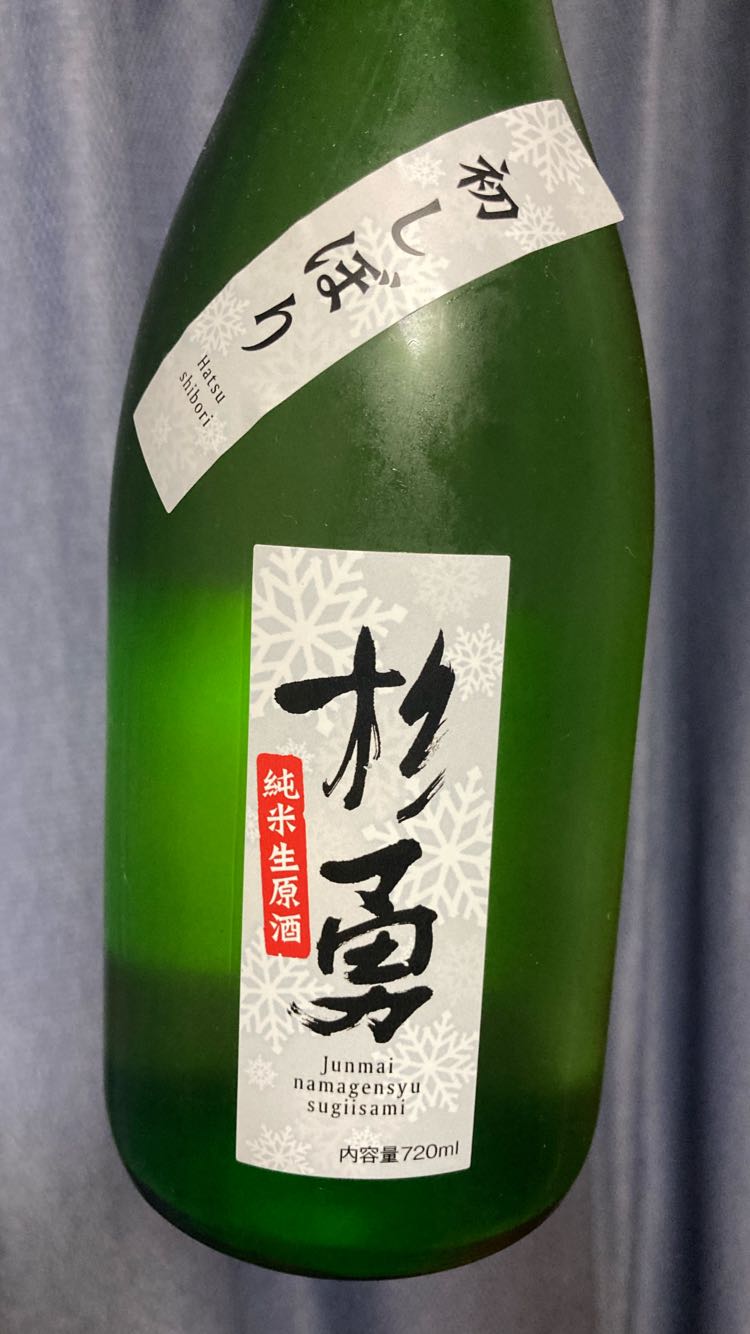 初しぼり
Hatsu
shibori
杉勇
純米生原酒
Junmai
namagensyu
sugiisami
内容量720ml